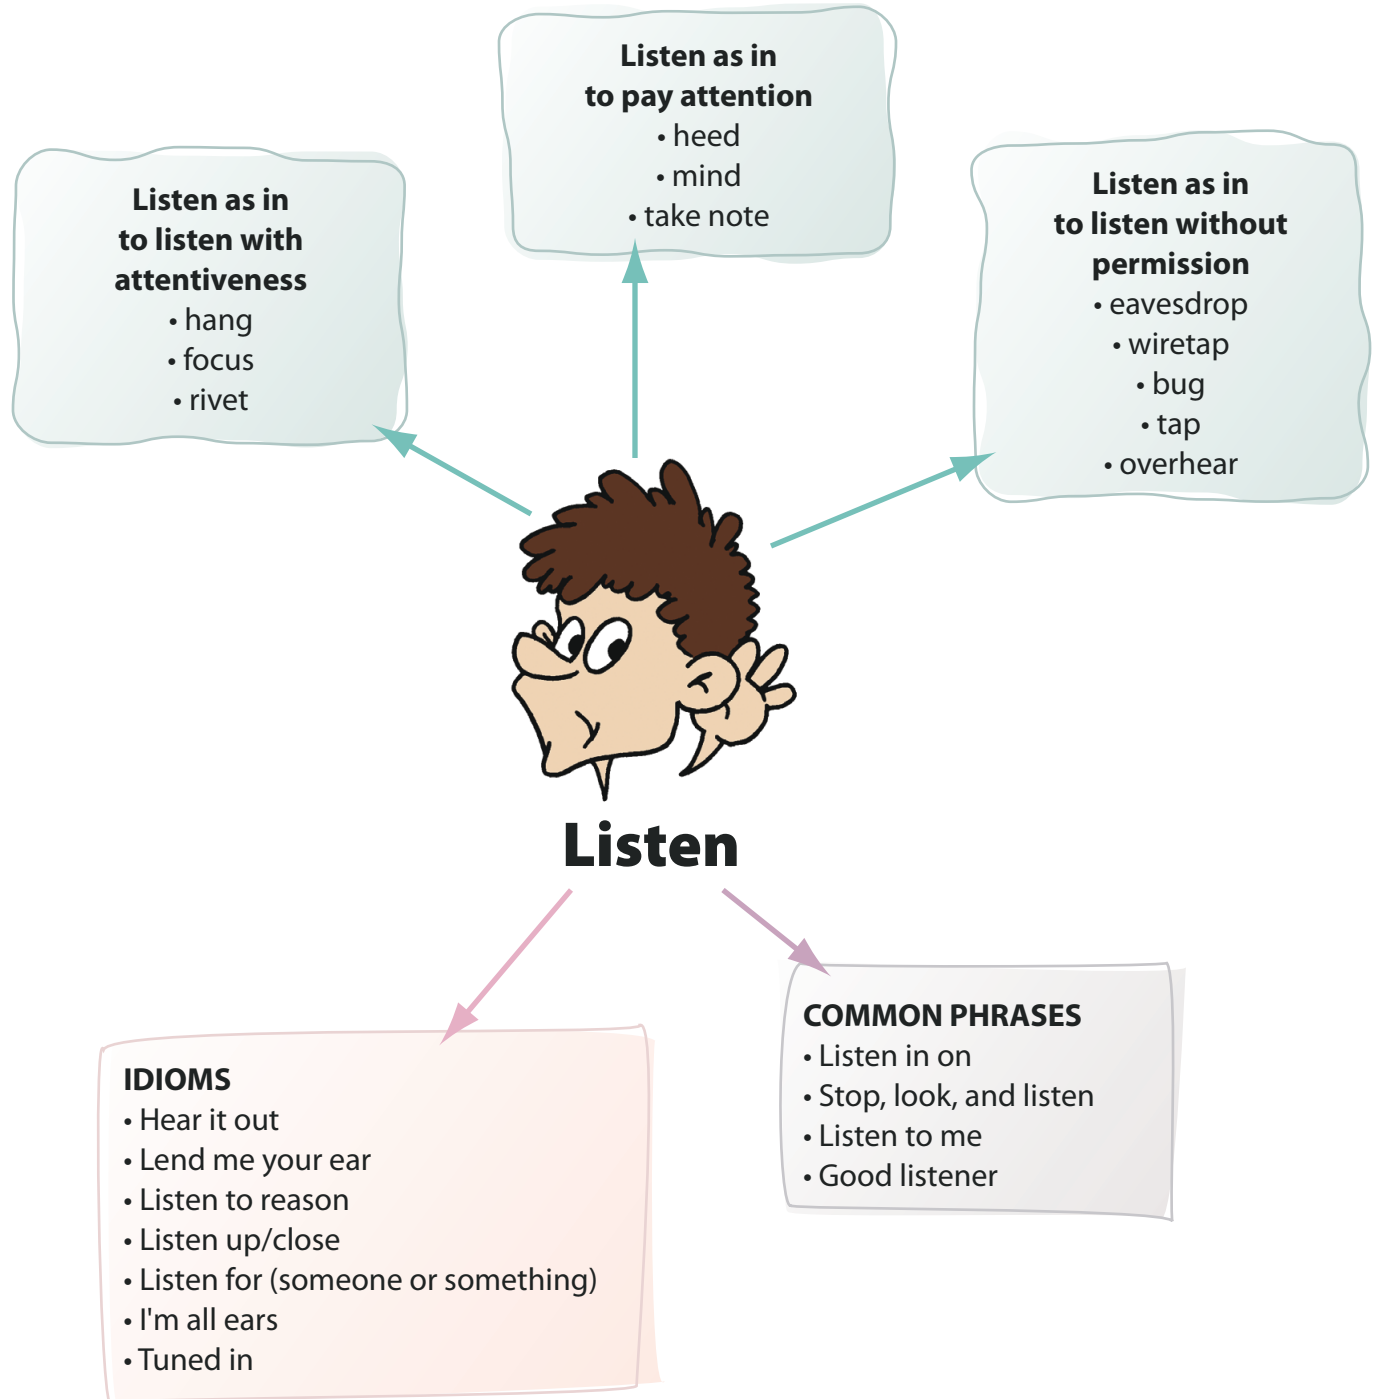 Listen as in
to pay attention
• heed
• mind
• take note
Listen as in
to listen with
attentiveness
• hang
• focus
• rivet
Listen as in
to listen without
permission
• eavesdrop
• wiretap
• bug
• tap
• overhear
Listen
IDIOMS
• Hear it out
• Lend me your ear
• Listen to reason
• Listen up/close
• Listen for (someone or something)
• I'm all ears
• Tuned in
COMMON PHRASES
• Listen in on
• Stop, look, and listen
• Listen to me
• Good listener